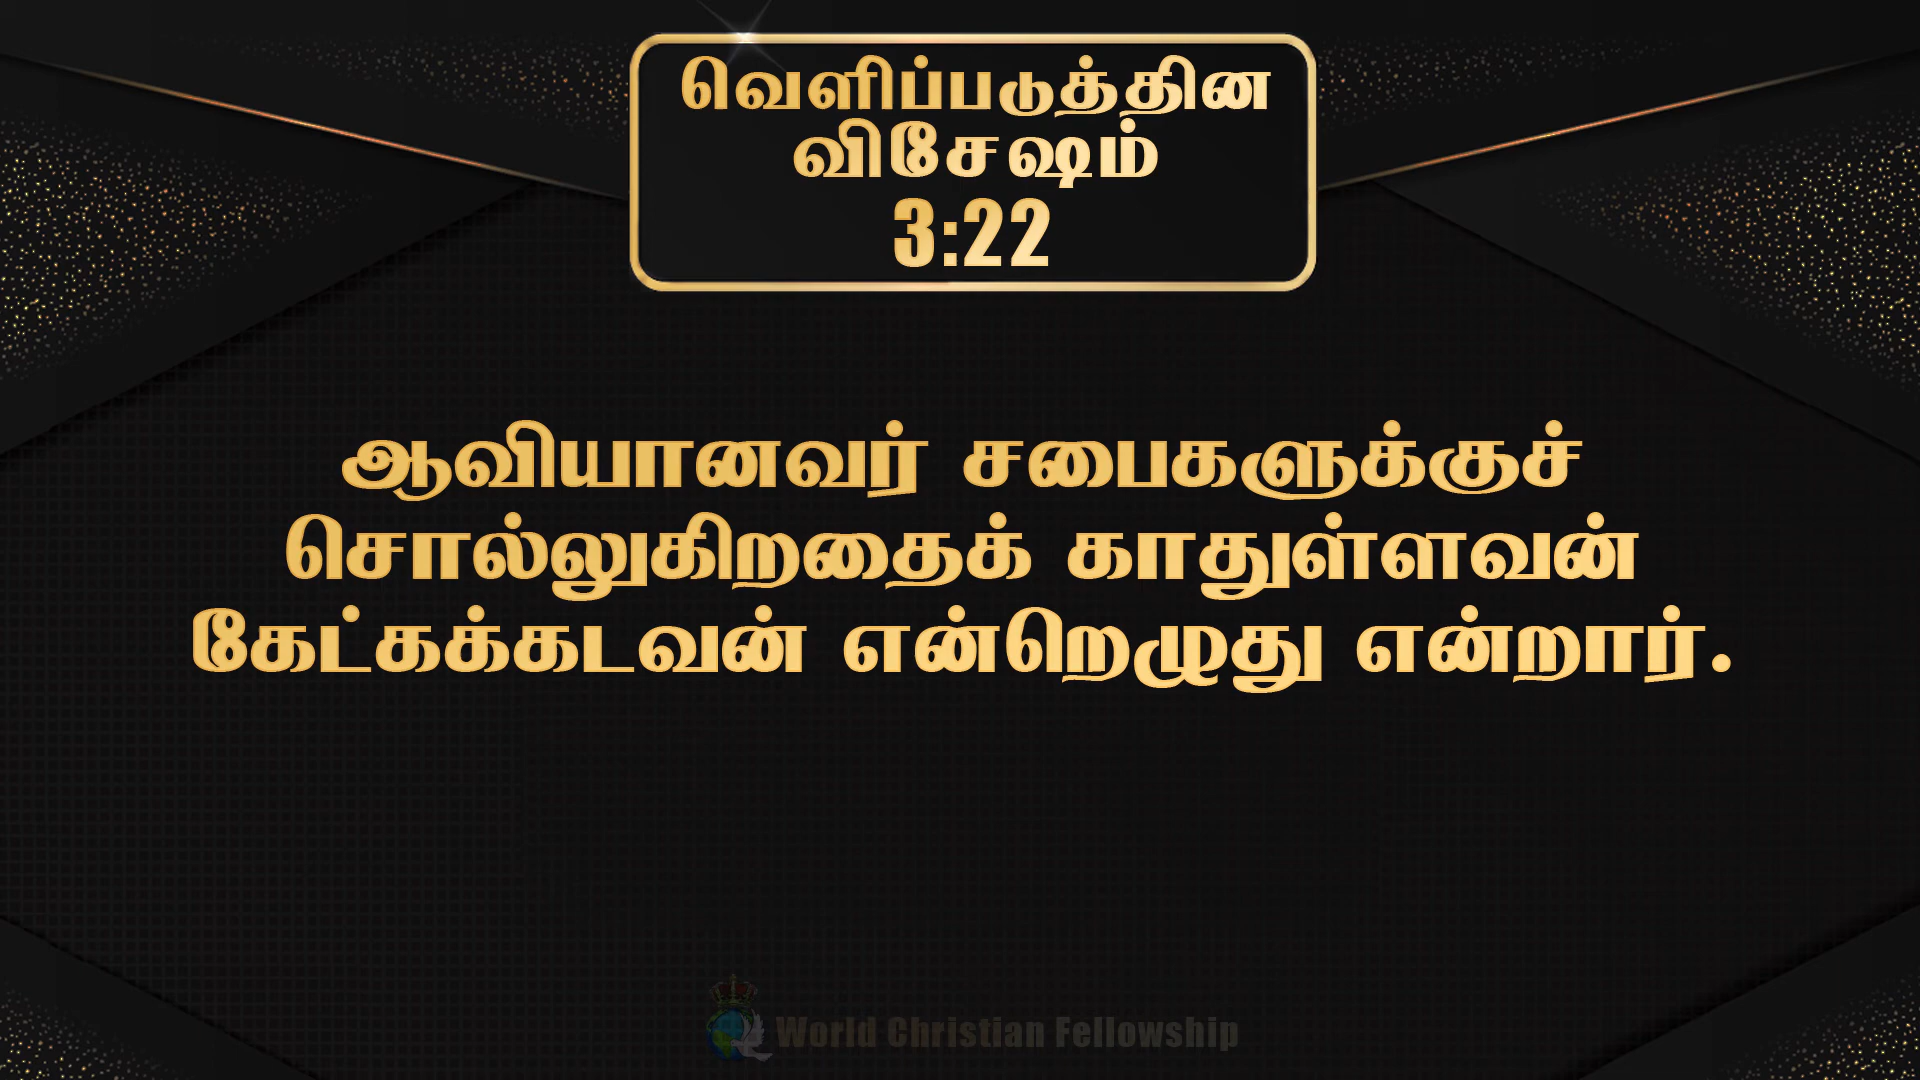 வெளிப்படுத்தின
விசேஷம்
3:22
ஆவியானவர் சபைகளுக்குச்
சொல்லுகிறதைக் காதுள்ளவன்
கேட்கக்கடவன் என்றெழுது என்றார்.
World Christian Fellowship